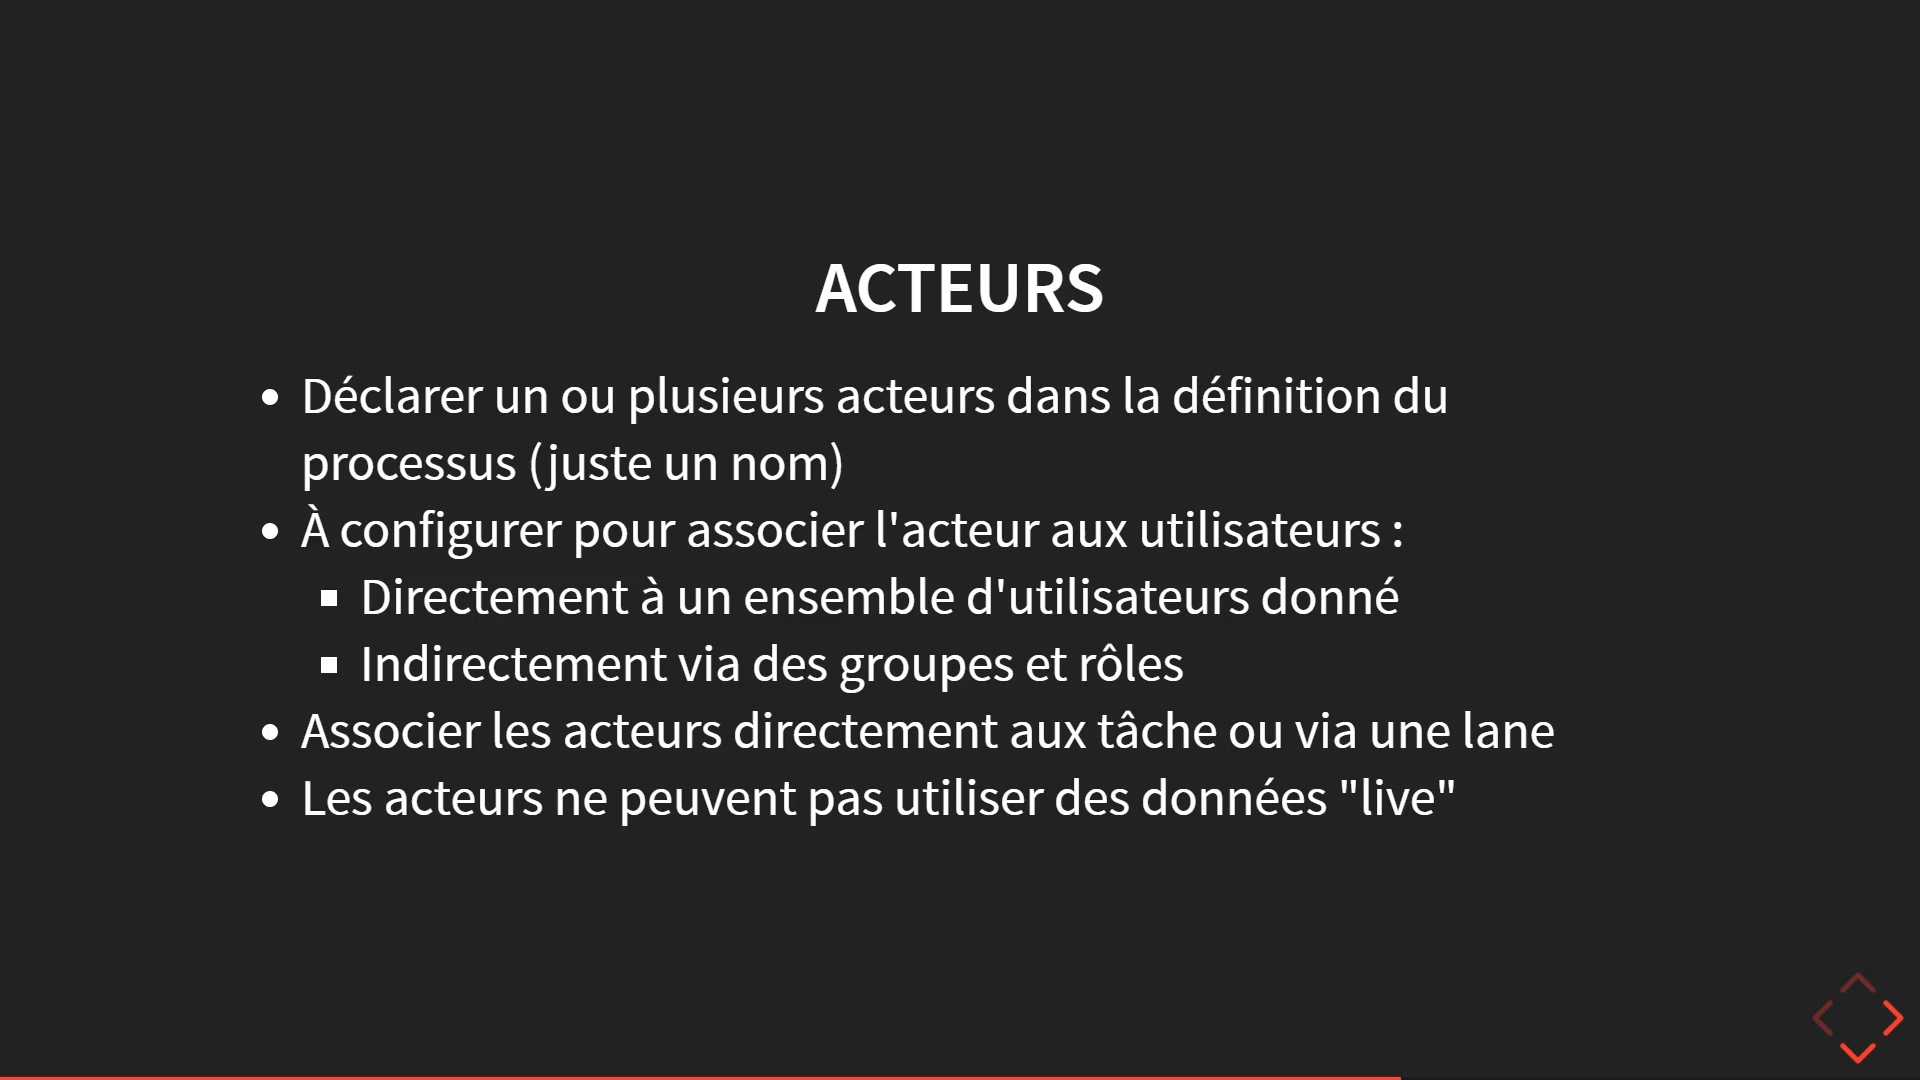 ACTEURS
Déclarer un ou plusieurs acteurs dans la définition du
processus (juste un nom)
À configurer pour associer l'acteur aux utilisateurs :
Directement à un ensemble d'utilisateurs donné
Indirectement via des groupes et rôles
Associer les acteurs directement aux tâche ou via une lane
Les acteurs ne peuvent pas utiliser des données "live"